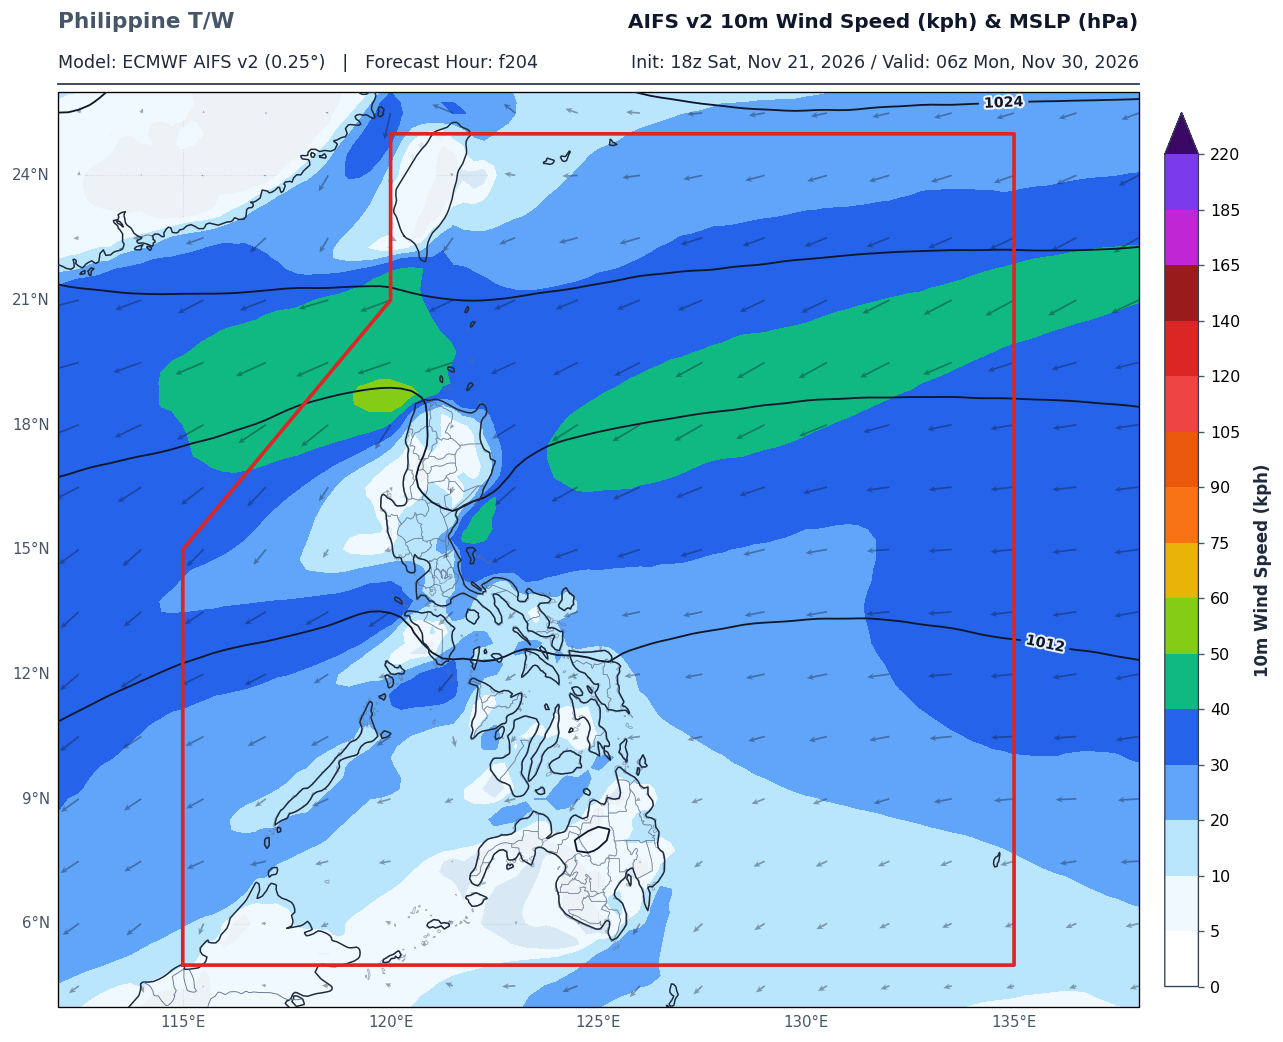 Philippine T/W
AIFS v2 10m Wind Speed (kph) & MSLP (hPa)
Model: ECMWF AIFS v2 (0.25°) | Forecast Hour: f204
Init: 18z Sat, Nov 21, 2026 / Valid: 06z Mon, Nov 30, 2026
1024
1012
24°N
21°N
18°N
15°N
12°N
9°N
6°N
115°E
120°E
125°E
130°E
135°E
220
185
165
140
120
105
90
75
60
50
40
30
20
10
5
0
10m Wind Speed (kph)